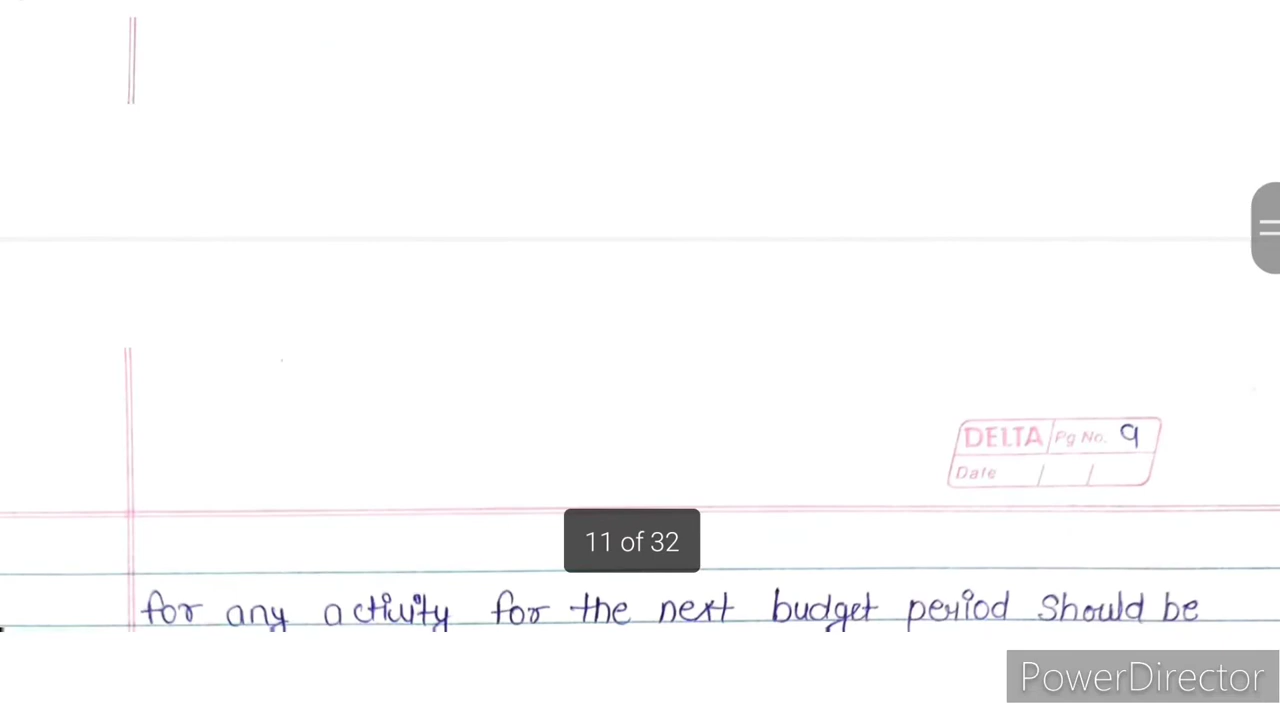 DELTA Pg No. 9
Date
11 of 32
for any activity for the next budget period should be
PowerDirector